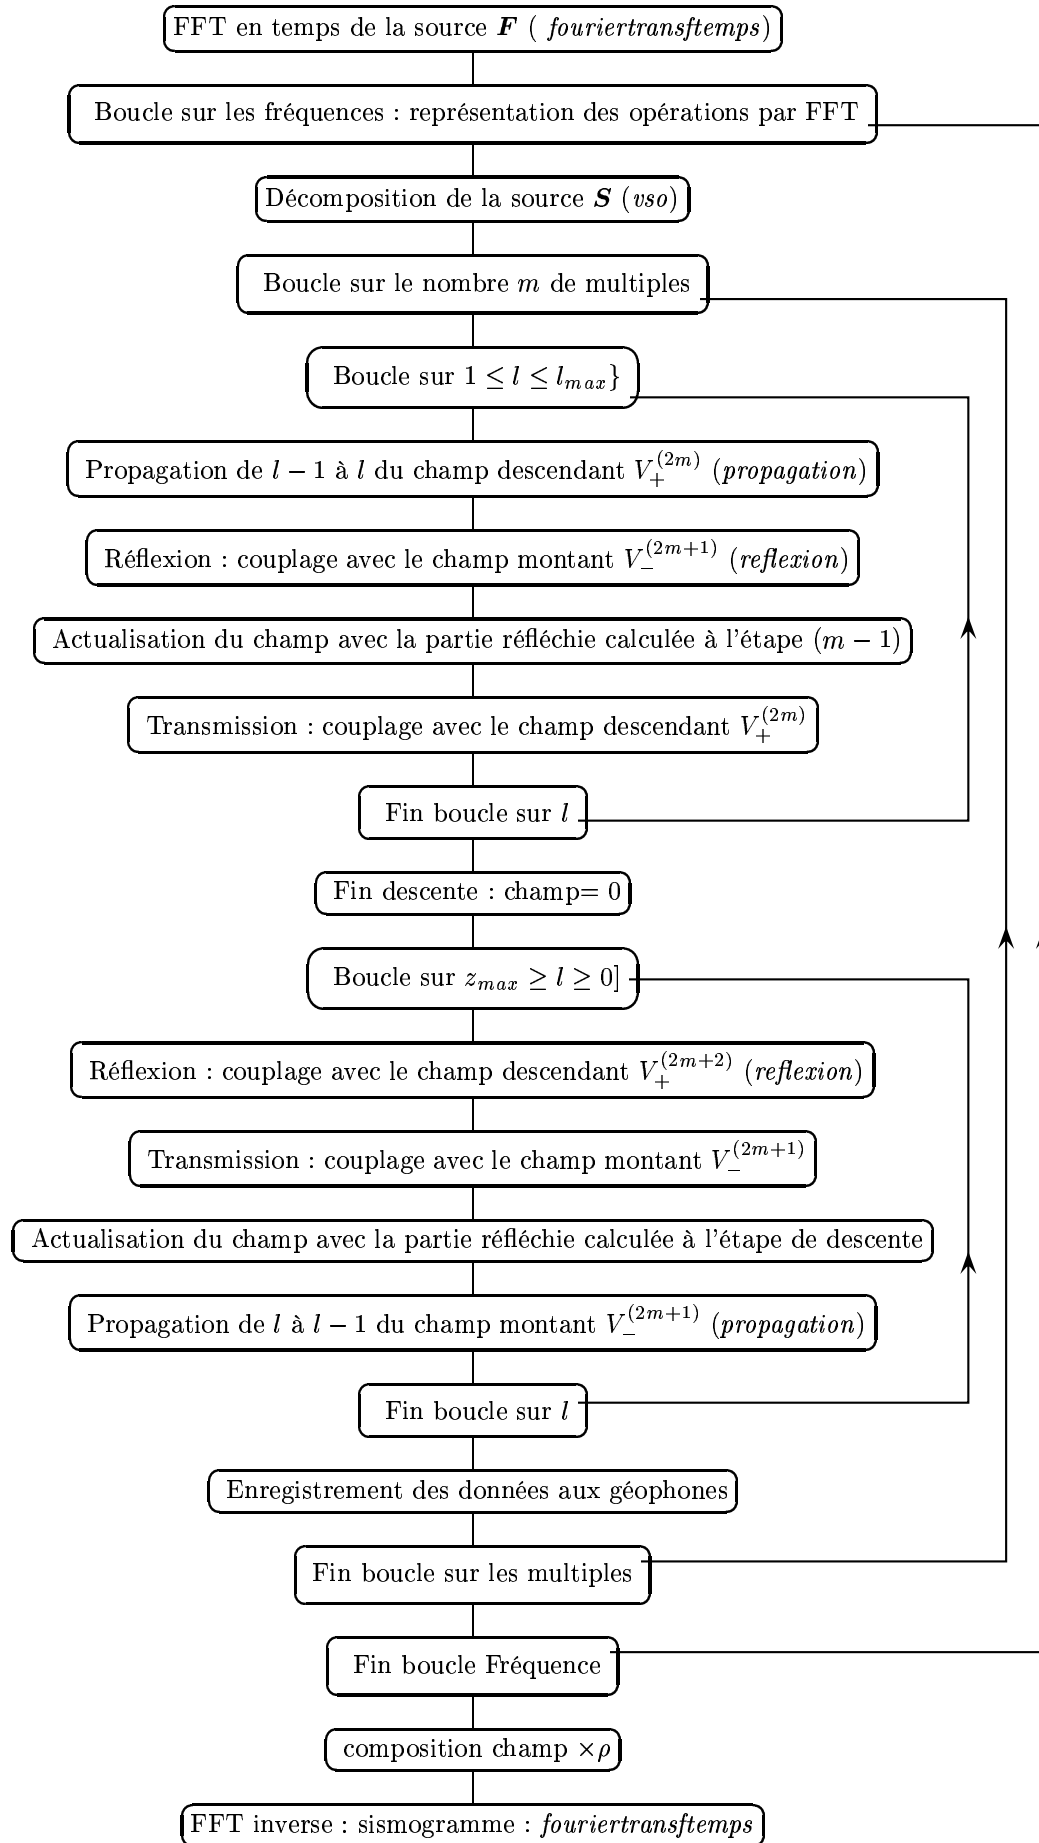 FFT en temps de la source F ( fouriertransftemps)
Boucle sur les fréquences : représentation des opérations par FFT
Décomposition de la source S (vso)
Boucle sur le nombre m de multiples
Boucle sur 1 ≤ l ≤ l_{max}}
Propagation de l − 1 à l du champ descendant V_+^{(2m)} (propagation)
Réflexion : couplage avec le champ montant V_−^{(2m+1)} (reflexion)
Actualisation du champ avec la partie réfléchie calculée à l'étape (m − 1)
Transmission : couplage avec le champ descendant V_+^{(2m)}
Fin boucle sur l
Fin descente : champ= 0
Boucle sur z_{max} ≥ l ≥ 0]
Réflexion : couplage avec le champ descendant V_+^{(2m+2)} (reflexion)
Transmission : couplage avec le champ montant V_−^{(2m+1)}
Actualisation du champ avec la partie réfléchie calculée à l'étape de descente
Propagation de l à l − 1 du champ montant V_−^{(2m+1)} (propagation)
Fin boucle sur l
Enregistrement des données aux géophones
Fin boucle sur les multiples
Fin boucle Fréquence
composition champ ×ρ
FFT inverse : sismogramme : fouriertransftemps